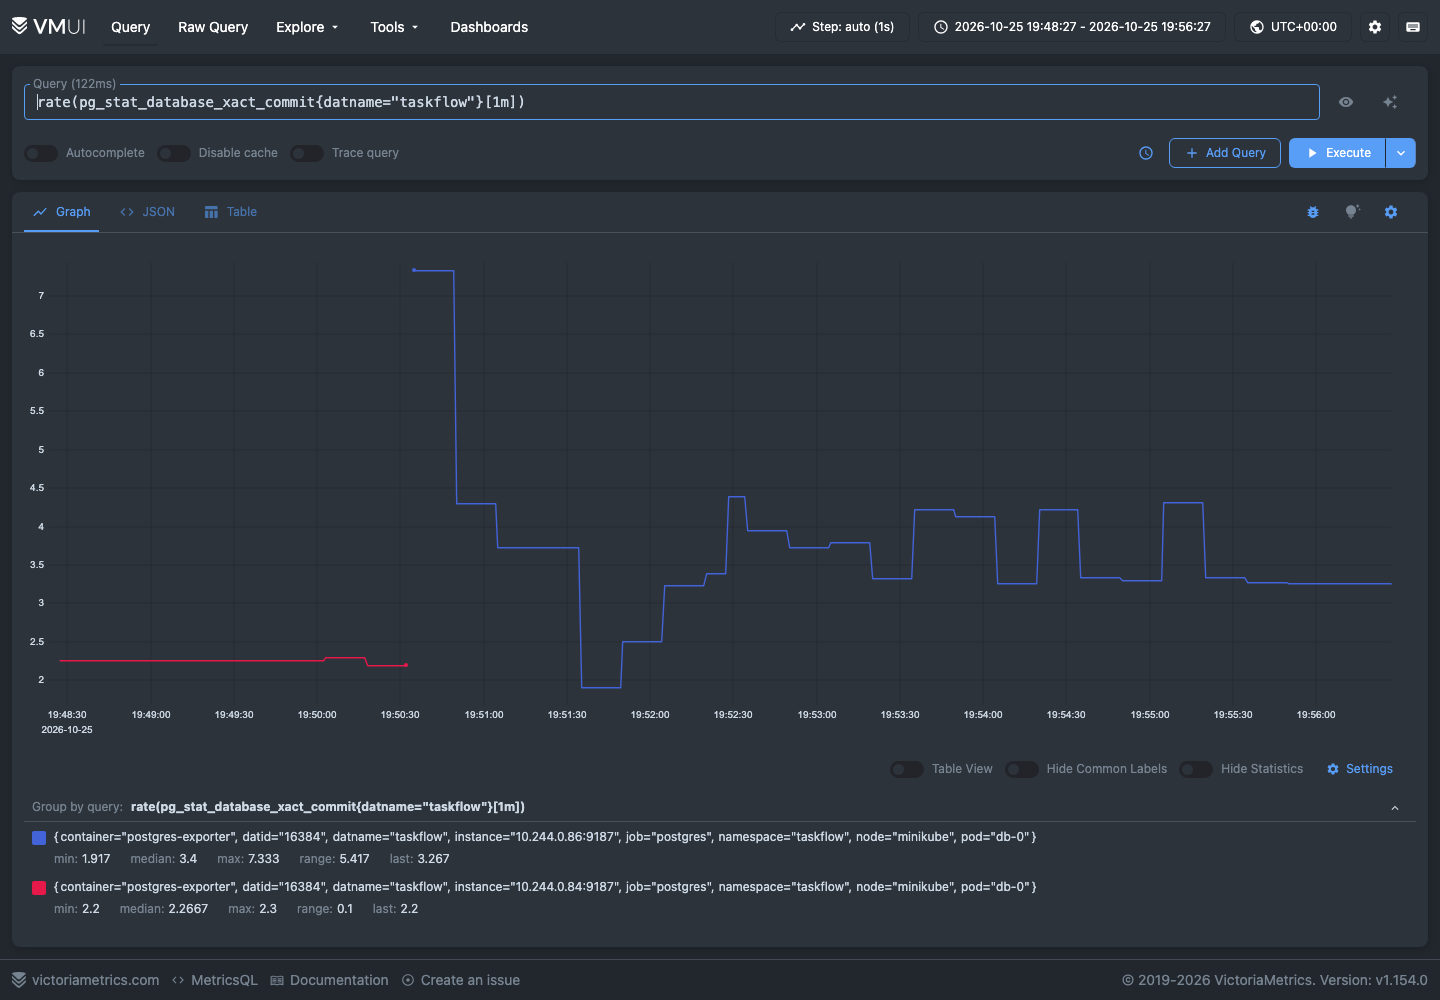 VMUI Query Raw Query Explore Tools Dashboards Step: auto (1s) 2026-10-25 19:48:27 - 2026-10-25 19:56:27 UTC+00:00
Query (122ms)
rate(pg_stat_database_xact_commit{datname="taskflow"}[1m])
Autocomplete Disable cache Trace query Add Query Execute
Graph JSON Table
7
6.5
6
5.5
5
4.5
4
3.5
3
2.5
2
19:48:30 19:49:00 19:49:30 19:50:00 19:50:30 19:51:00 19:51:30 19:52:00 19:52:30 19:53:00 19:53:30 19:54:00 19:54:30 19:55:00 19:55:30 19:56:00
2026-10-25
Table View Hide Common Labels Hide Statistics Settings
Group by query: rate(pg_stat_database_xact_commit{datname="taskflow"}[1m])
{container="postgres-exporter", datid="16384", datname="taskflow", instance="10.244.0.86:9187", job="postgres", namespace="taskflow", node="minikube", pod="db-0"}
min: 1.917 median: 3.4 max: 7.333 range: 5.417 last: 3.267
{container="postgres-exporter", datid="16384", datname="taskflow", instance="10.244.0.84:9187", job="postgres", namespace="taskflow", node="minikube", pod="db-0"}
min: 2.2 median: 2.2667 max: 2.3 range: 0.1 last: 2.2
victoriametrics.com MetricsQL Documentation Create an issue © 2019-2026 VictoriaMetrics. Version: v1.154.0